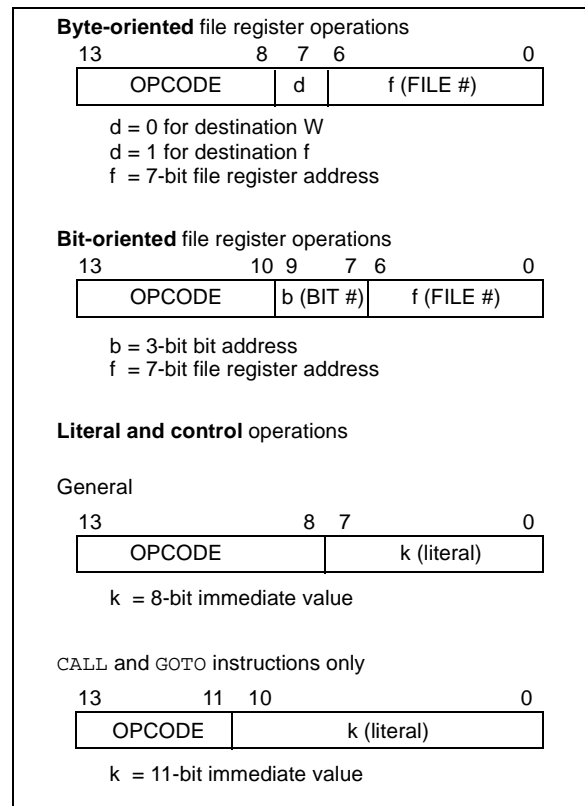 Byte-oriented file register operations
13 8 7 6 0
OPCODE d f (FILE #)
d = 0 for destination W
d = 1 for destination f
f = 7-bit file register address
Bit-oriented file register operations
13 10 9 7 6 0
OPCODE b (BIT #) f (FILE #)
b = 3-bit bit address
f = 7-bit file register address
Literal and control operations
General
13 8 7 0
OPCODE k (literal)
k = 8-bit immediate value
CALL and GOTO instructions only
13 11 10 0
OPCODE k (literal)
k = 11-bit immediate value